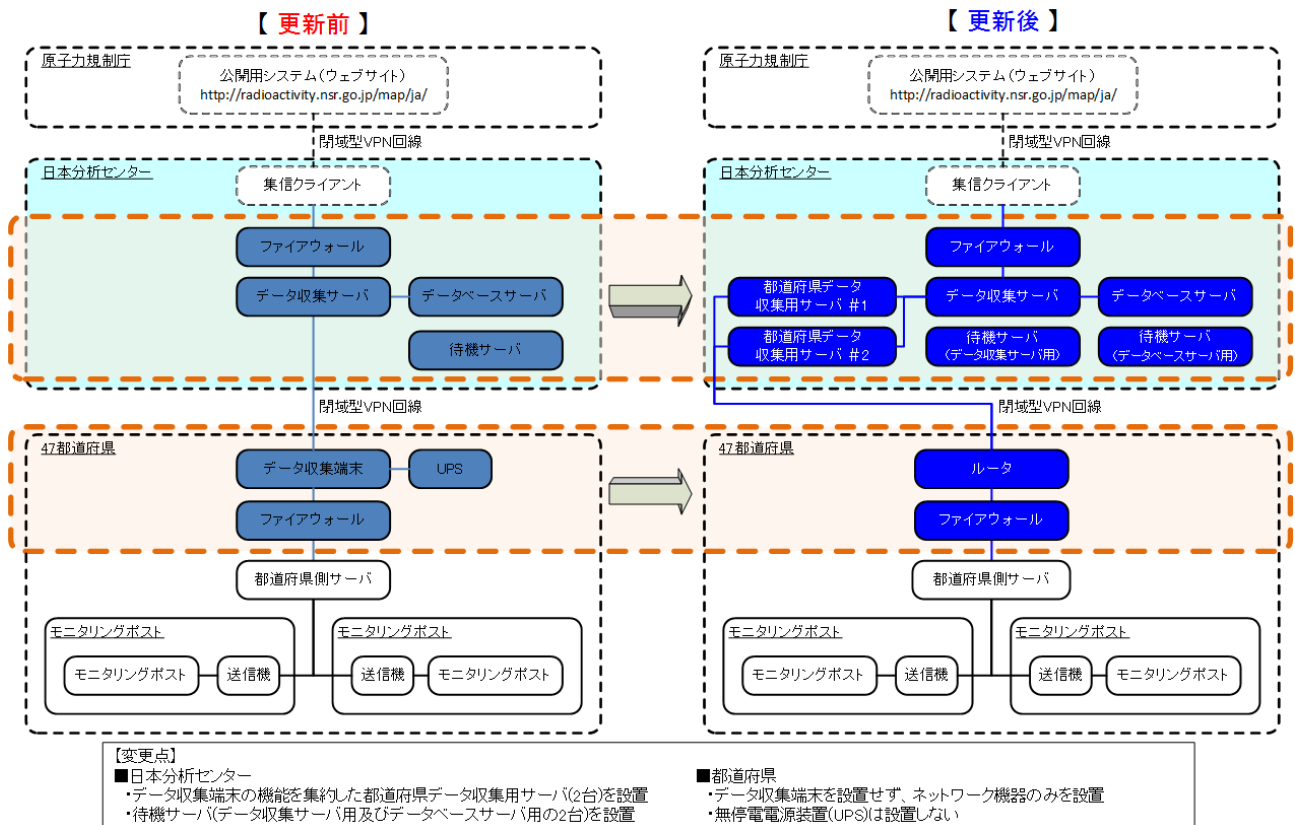 【 更新前 】
原子力規制庁
公開用システム(ウェブサイト)
http://radioactivity.nsr.go.jp/map/ja/
閉域型VPN回線
日本分析センター
集信クライアント
ファイアウォール
データ収集サーバ
データベースサーバ
待機サーバ
閉域型VPN回線
47都道府県
データ収集端末
UPS
ファイアウォール
都道府県側サーバ
モニタリングポスト
モニタリングポスト
送信機
モニタリングポスト
送信機
モニタリングポスト
【 更新後 】
原子力規制庁
公開用システム(ウェブサイト)
http://radioactivity.nsr.go.jp/map/ja/
閉域型VPN回線
日本分析センター
集信クライアント
ファイアウォール
都道府県データ
収集用サーバ #1
データ収集サーバ
データベースサーバ
都道府県データ
収集用サーバ #2
待機サーバ
(データ収集サーバ用)
待機サーバ
(データベースサーバ用)
閉域型VPN回線
47都道府県
ルータ
ファイアウォール
都道府県側サーバ
モニタリングポスト
モニタリングポスト
送信機
モニタリングポスト
送信機
モニタリングポスト
【変更点】
■日本分析センター
・データ収集端末の機能を集約した都道府県データ収集用サーバ(2台)を設置
・待機サーバ(データ収集サーバ用及びデータベースサーバ用の2台)を設置
■都道府県
・データ収集端末を設置せず、ネットワーク機器のみを設置
・無停電電源装置(UPS)は設置しない